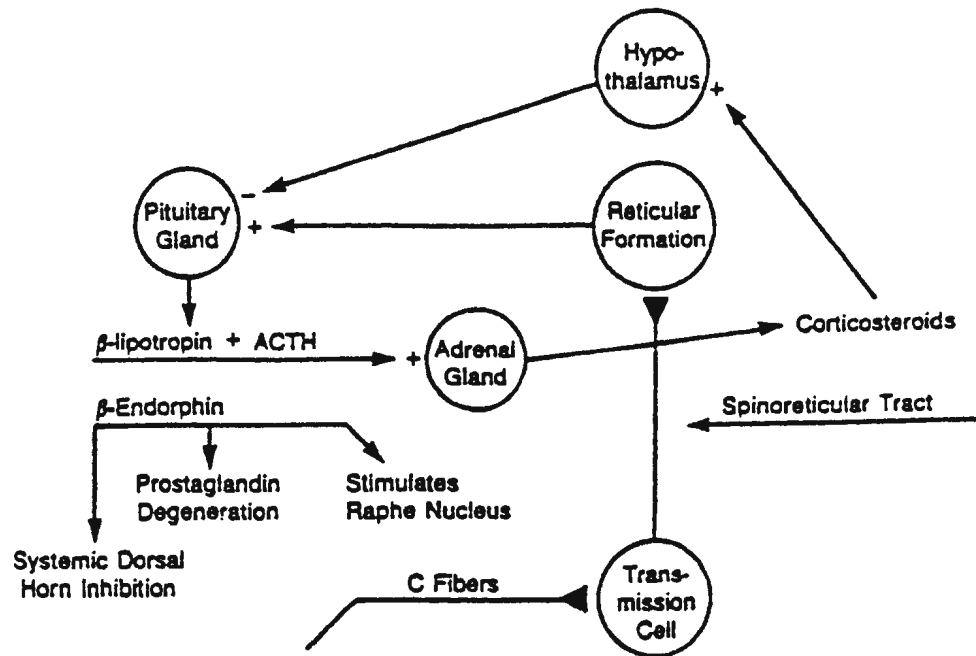 Hypo-
thalamus
+
Pituitary
Gland
−
+
Reticular
Formation
β-lipotropin + ACTH
+
Adrenal
Gland
Corticosteroids
β-Endorphin
Spinoreticular Tract
Prostaglandin
Degeneration
Stimulates
Raphe Nucleus
Systemic Dorsal
Horn Inhibition
C Fibers
Trans-
mission
Cell